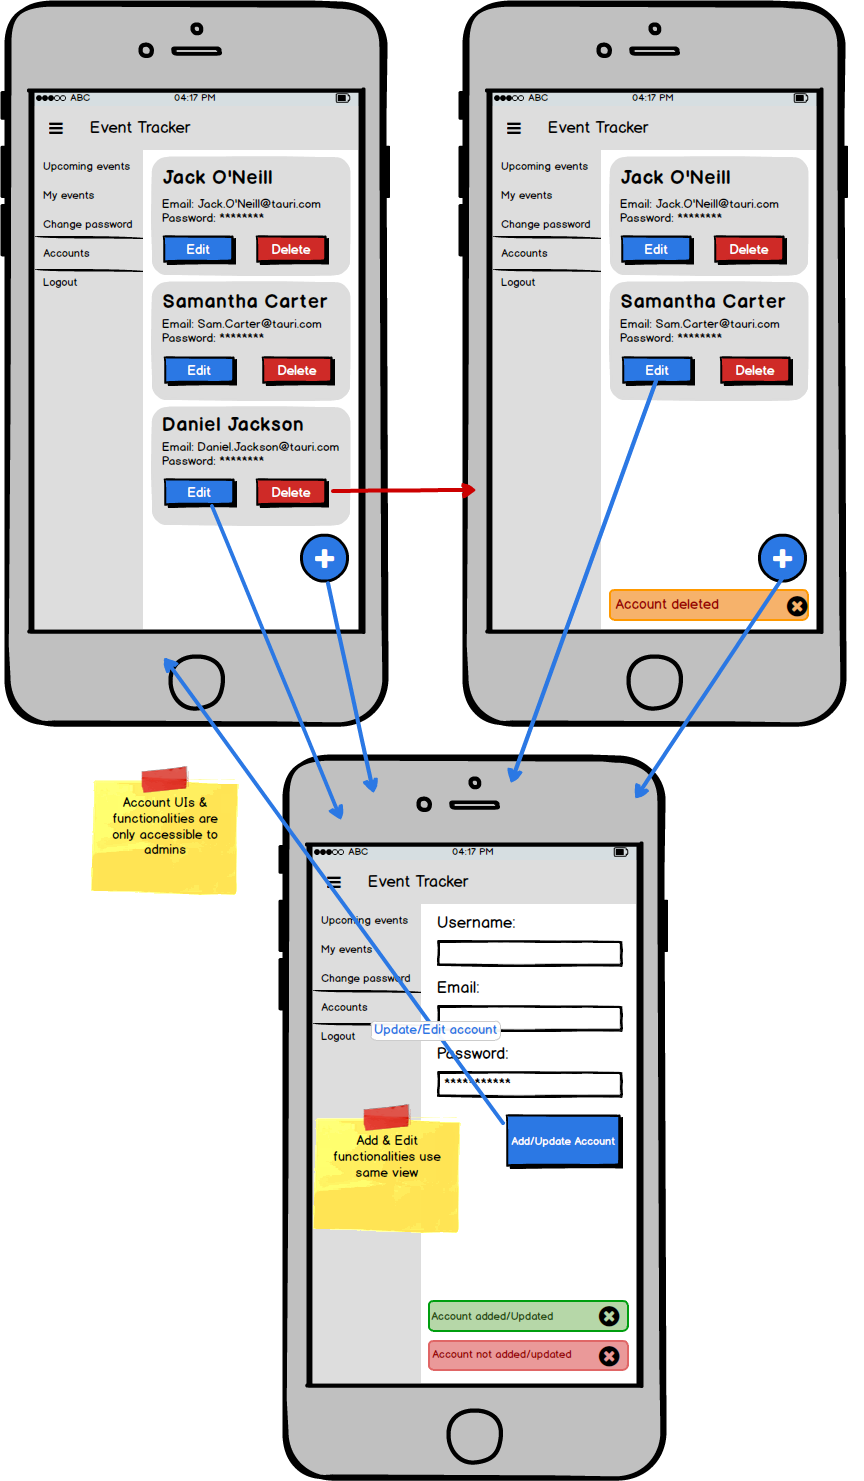 ABC 04:17 PM
Event Tracker
Upcoming events
My events
Change password
Accounts
Logout
Jack O'Neill
Email: Jack.O'Neill@tauri.com
Password: ********
Edit Delete
Samantha Carter
Email: Sam.Carter@tauri.com
Password: ********
Edit Delete
Daniel Jackson
Email: Daniel.Jackson@tauri.com
Password: ********
Edit Delete
ABC 04:17 PM
Event Tracker
Upcoming events
My events
Change password
Accounts
Logout
Jack O'Neill
Email: Jack.O'Neill@tauri.com
Password: ********
Edit Delete
Samantha Carter
Email: Sam.Carter@tauri.com
Password: ********
Edit Delete
Account deleted
Account UIs &
functionalities are
only accessible to
admins
ABC 04:17 PM
Event Tracker
Upcoming events
My events
Change password
Accounts
Logout
Username:
Email:
Update/Edit account
Password:
***********
Add/Update Account
Add & Edit
functionalities use
same view
Account added/Updated
Account not added/updated